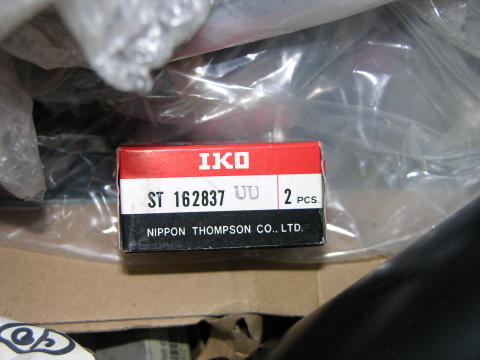 IKO
ST 162837 UU 2 PCS.
NIPPON THOMPSON CO., LTD.